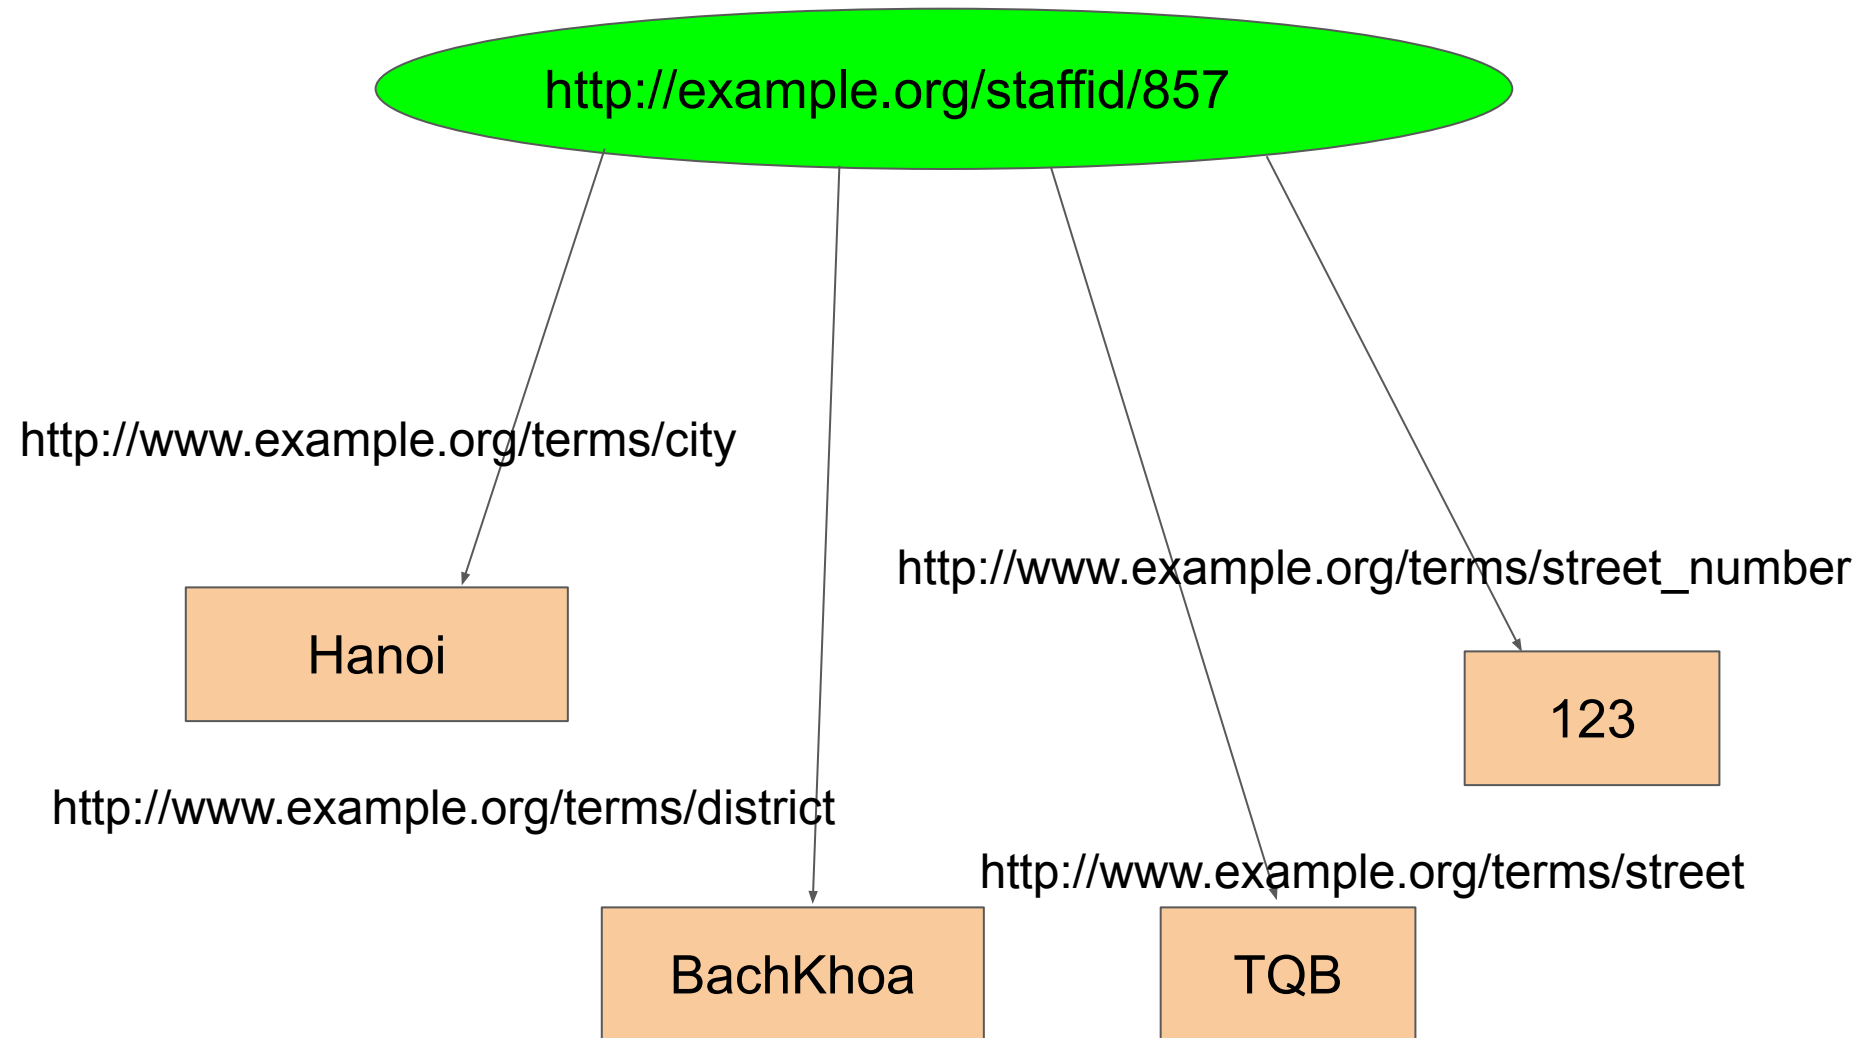 http://example.org/staffid/857
http://www.example.org/terms/city
http://www.example.org/terms/street_number
Hanoi
123
http://www.example.org/terms/district
http://www.example.org/terms/street
BachKhoa
TQB